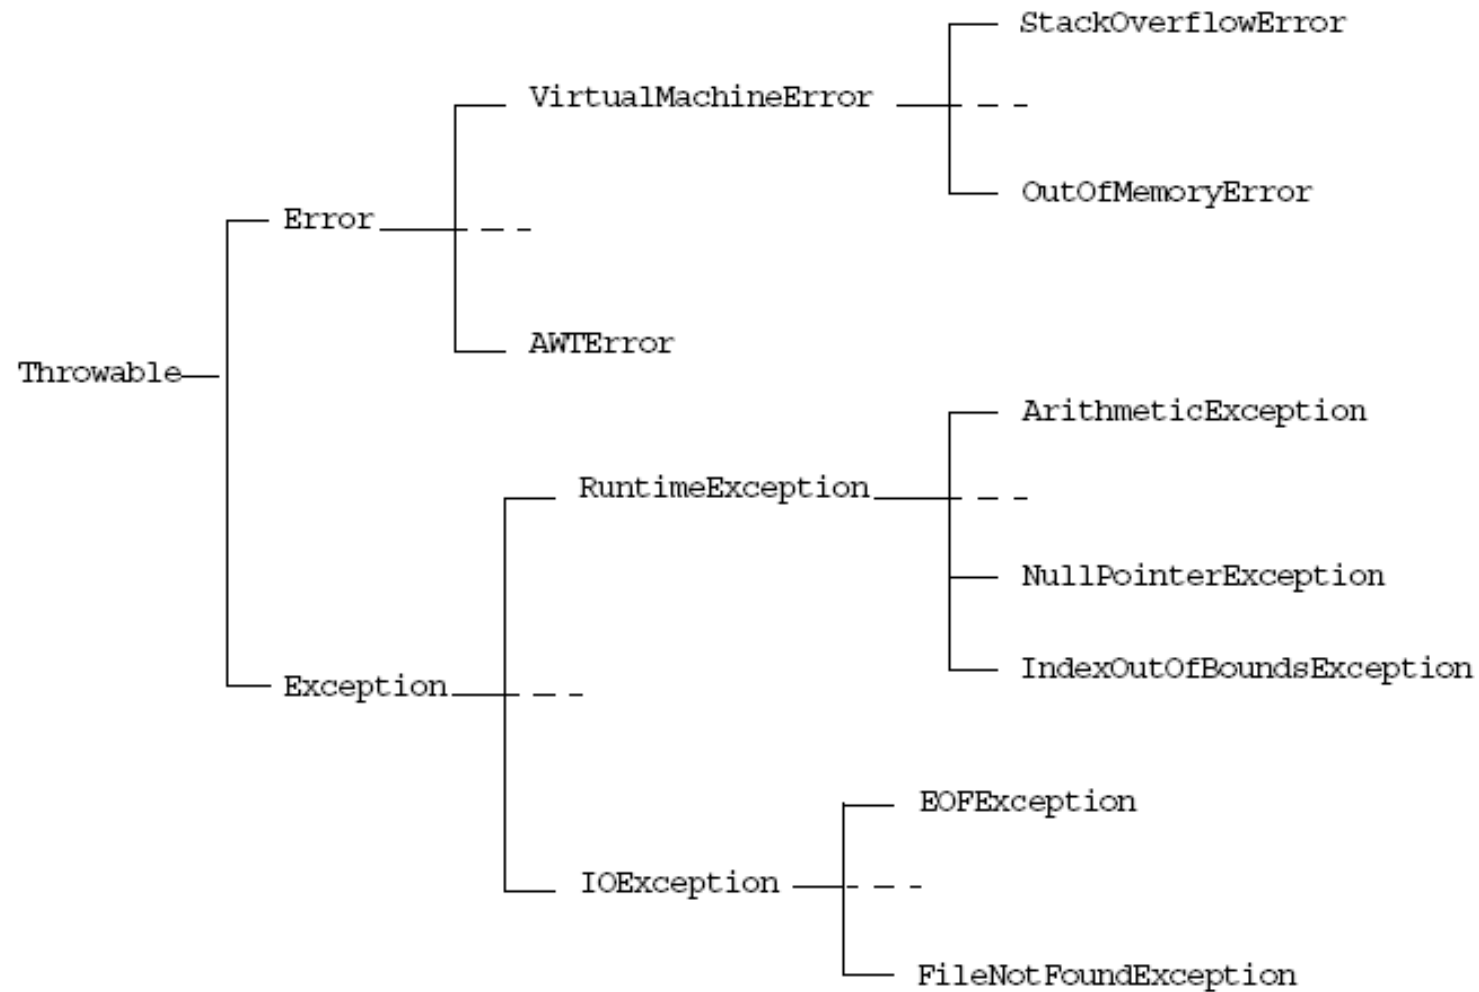 StackOverflowError
VirtualMachineError
OutOfMemoryError
Error
AWTError
Throwable
ArithmeticException
RuntimeException
NullPointerException
IndexOutOfBoundsException
Exception
EOFException
IOException
FileNotFoundException